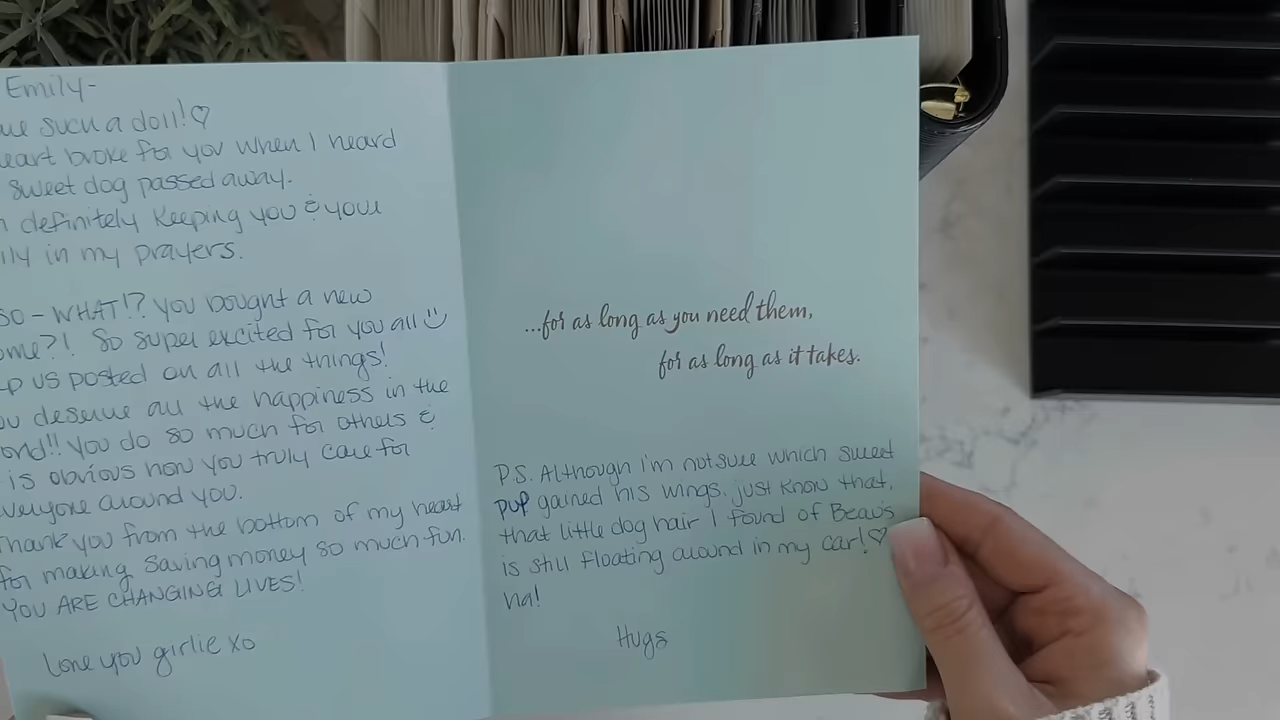 Emily-
such a doll!♡
broke for you when I heard
sweet dog passed away.
definitely keeping you & your
in my prayers.
SO - WHAT!? you bought a new
?! So super excited for you all
us posted on all the things!
deserve all the happiness in the
!! you do so much for others &
is obvious how you truly care for
around you.
Thank you from the bottom of my heart
for making saving money so much fun.
YOU ARE CHANGING LIVES!
Love you girlie xo
...for as long as you need them,
for as long as it takes.
P.S. Although i'm not sure which sweet
pup gained his wings. just know that,
that little dog hair I found of Beau's
is still floating around in my car!♡
ha!
Hugs